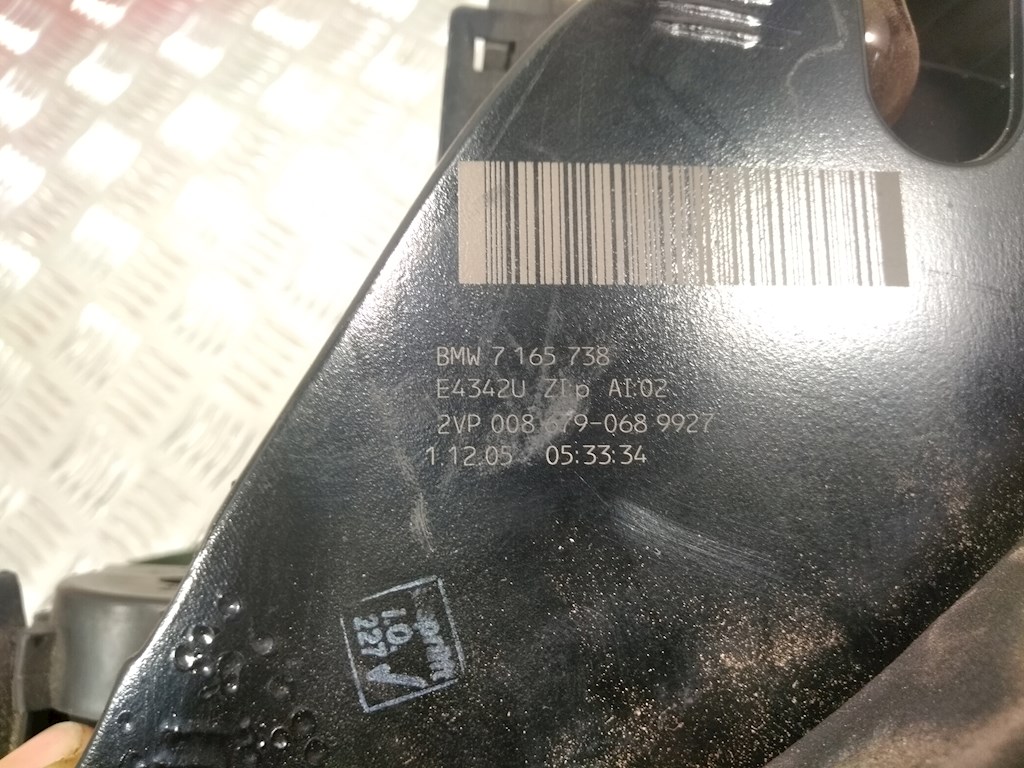 BMW 7 165 738
E4342U ZI p AI:02
2VP 008 679-068 9927
1.12.05 05:33:34
I.O.
227